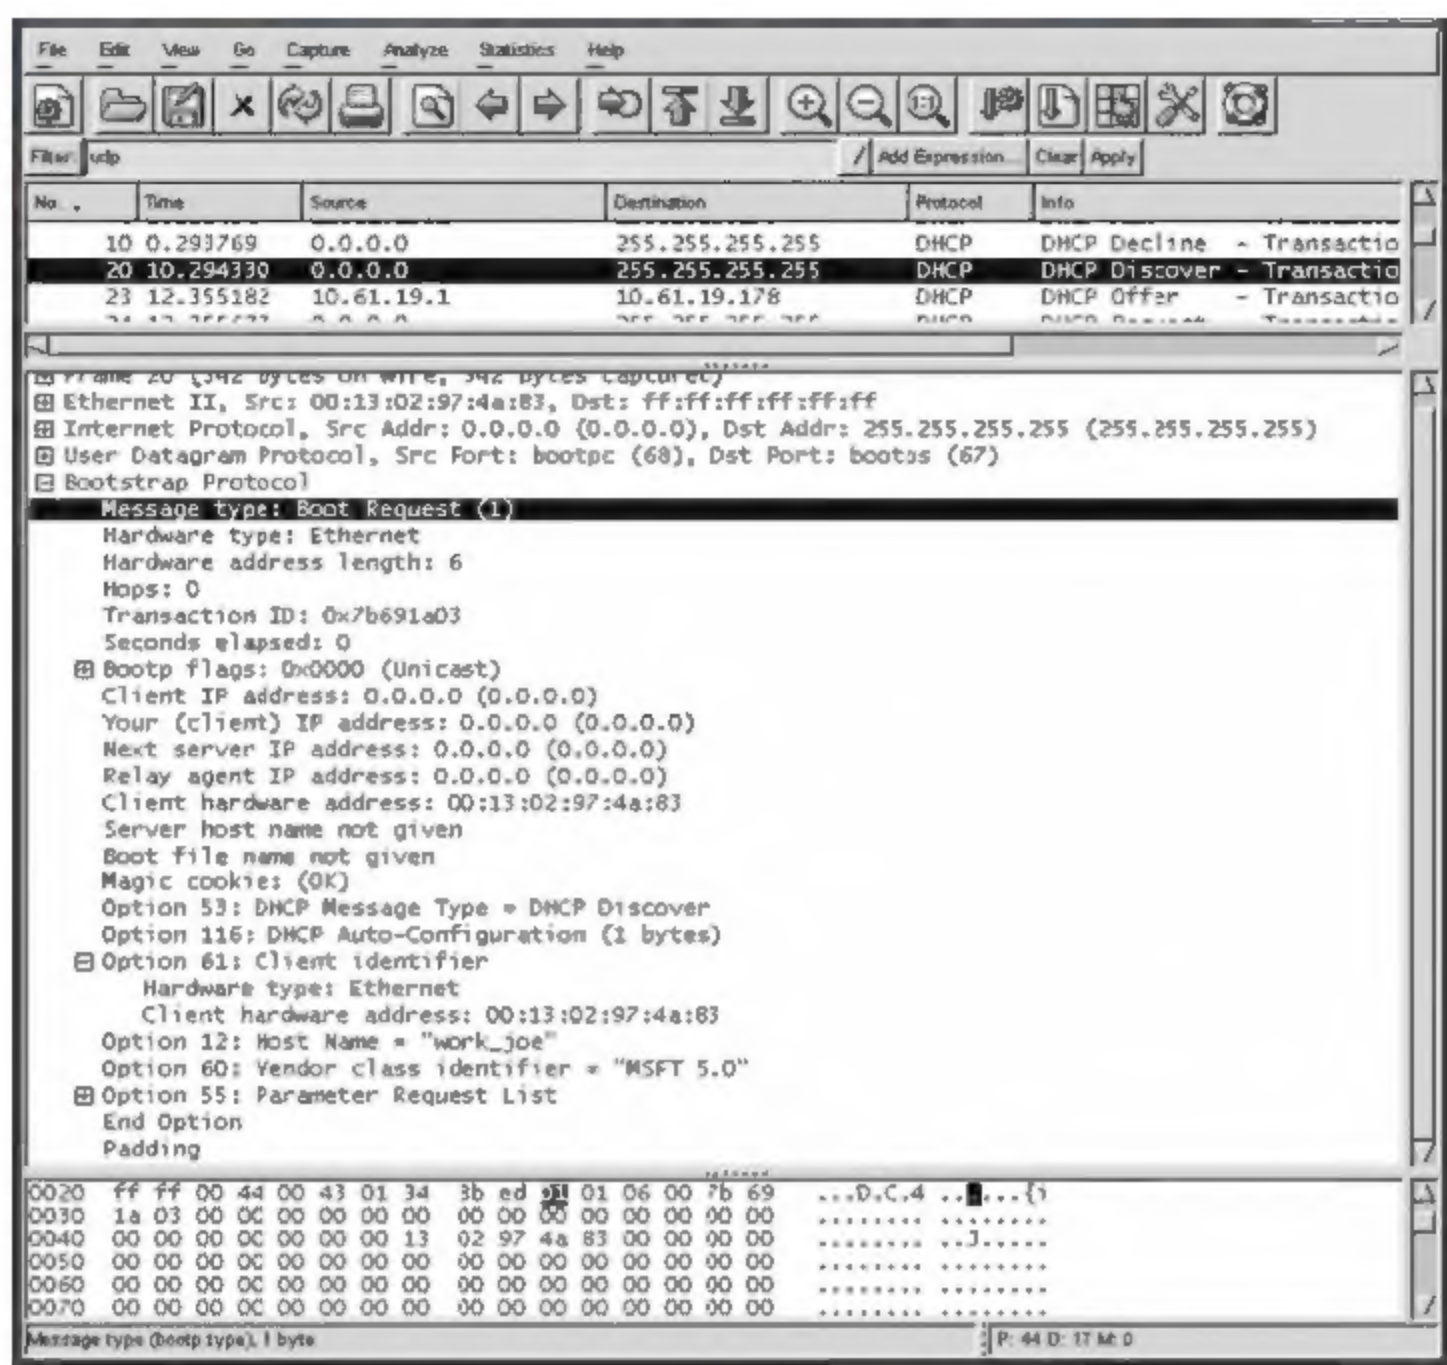 File Edit View Go Capture Analyze Statistics Help
Filter: udp / Add Expression... Clear Apply
No. Time Source Destination Protocol Info
10 0.293769 0.0.0.0 255.255.255.255 DHCP DHCP Decline - Transactio
20 10.294330 0.0.0.0 255.255.255.255 DHCP DHCP Discover - Transactio
23 12.355182 10.61.19.1 10.61.19.178 DHCP DHCP Offer - Transactio
Frame 20 (342 bytes on wire, 342 bytes captured)
Ethernet II, Src: 00:13:02:97:4a:83, Dst: ff:ff:ff:ff:ff:ff
Internet Protocol, Src Addr: 0.0.0.0 (0.0.0.0), Dst Addr: 255.255.255.255 (255.255.255.255)
User Datagram Protocol, Src Port: bootpc (68), Dst Port: bootps (67)
Bootstrap Protocol
Message type: Boot Request (1)
Hardware type: Ethernet
Hardware address length: 6
Hops: 0
Transaction ID: 0x7b691a03
Seconds elapsed: 0
Bootp flags: 0x0000 (Unicast)
Client IP address: 0.0.0.0 (0.0.0.0)
Your (client) IP address: 0.0.0.0 (0.0.0.0)
Next server IP address: 0.0.0.0 (0.0.0.0)
Relay agent IP address: 0.0.0.0 (0.0.0.0)
Client hardware address: 00:13:02:97:4a:83
Server host name not given
Boot file name not given
Magic cookie: (OK)
Option 53: DHCP Message Type = DHCP Discover
Option 116: DHCP Auto-Configuration (1 bytes)
Option 61: Client identifier
Hardware type: Ethernet
Client hardware address: 00:13:02:97:4a:83
Option 12: Host Name = "work_joe"
Option 60: Vendor class identifier = "MSFT 5.0"
Option 55: Parameter Request List
End Option
Padding
0020 ff ff 00 44 00 43 01 34 3b ed 01 01 06 00 7b 69 ...D.C.4 ......{i
0030 1a 03 00 00 00 00 00 00 00 00 00 00 00 00 00 00 ........ ........
0040 00 00 00 00 00 00 00 13 02 97 4a 83 00 00 00 00 ........ ..J.....
0050 00 00 00 00 00 00 00 00 00 00 00 00 00 00 00 00 ........ ........
0060 00 00 00 00 00 00 00 00 00 00 00 00 00 00 00 00 ........ ........
0070 00 00 00 00 00 00 00 00 00 00 00 00 00 00 00 00 ........ ........
Message type (bootp.type), 1 byte P: 44 D: 17 M: 0